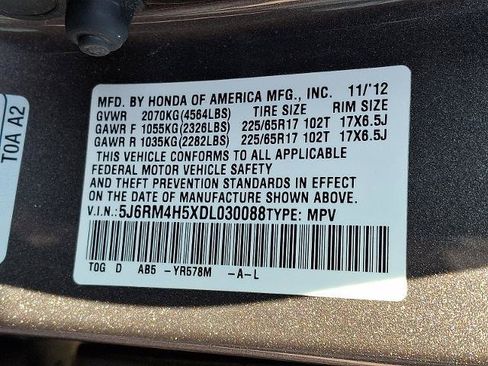 MFD. BY HONDA OF AMERICA MFG., INC. 11/'12
GVWR 2070KG(4564LBS) TIRE SIZE RIM SIZE
GAWR F 1055KG(2326LBS) 225/65R17 102T 17X6.5J
GAWR R 1035KG(2282LBS) 225/65R17 102T 17X6.5J
THIS VEHICLE CONFORMS TO ALL APPLICABLE
FEDERAL MOTOR VEHICLE SAFETY
AND THEFT PREVENTION STANDARDS IN EFFECT
ON THE DATE OF MANUFACTURE SHOWN ABOVE.
V.I.N.: 5J6RM4H5XDL030088TYPE: MPV
TOG D AB5 -YR578M -A-L
TOA A2